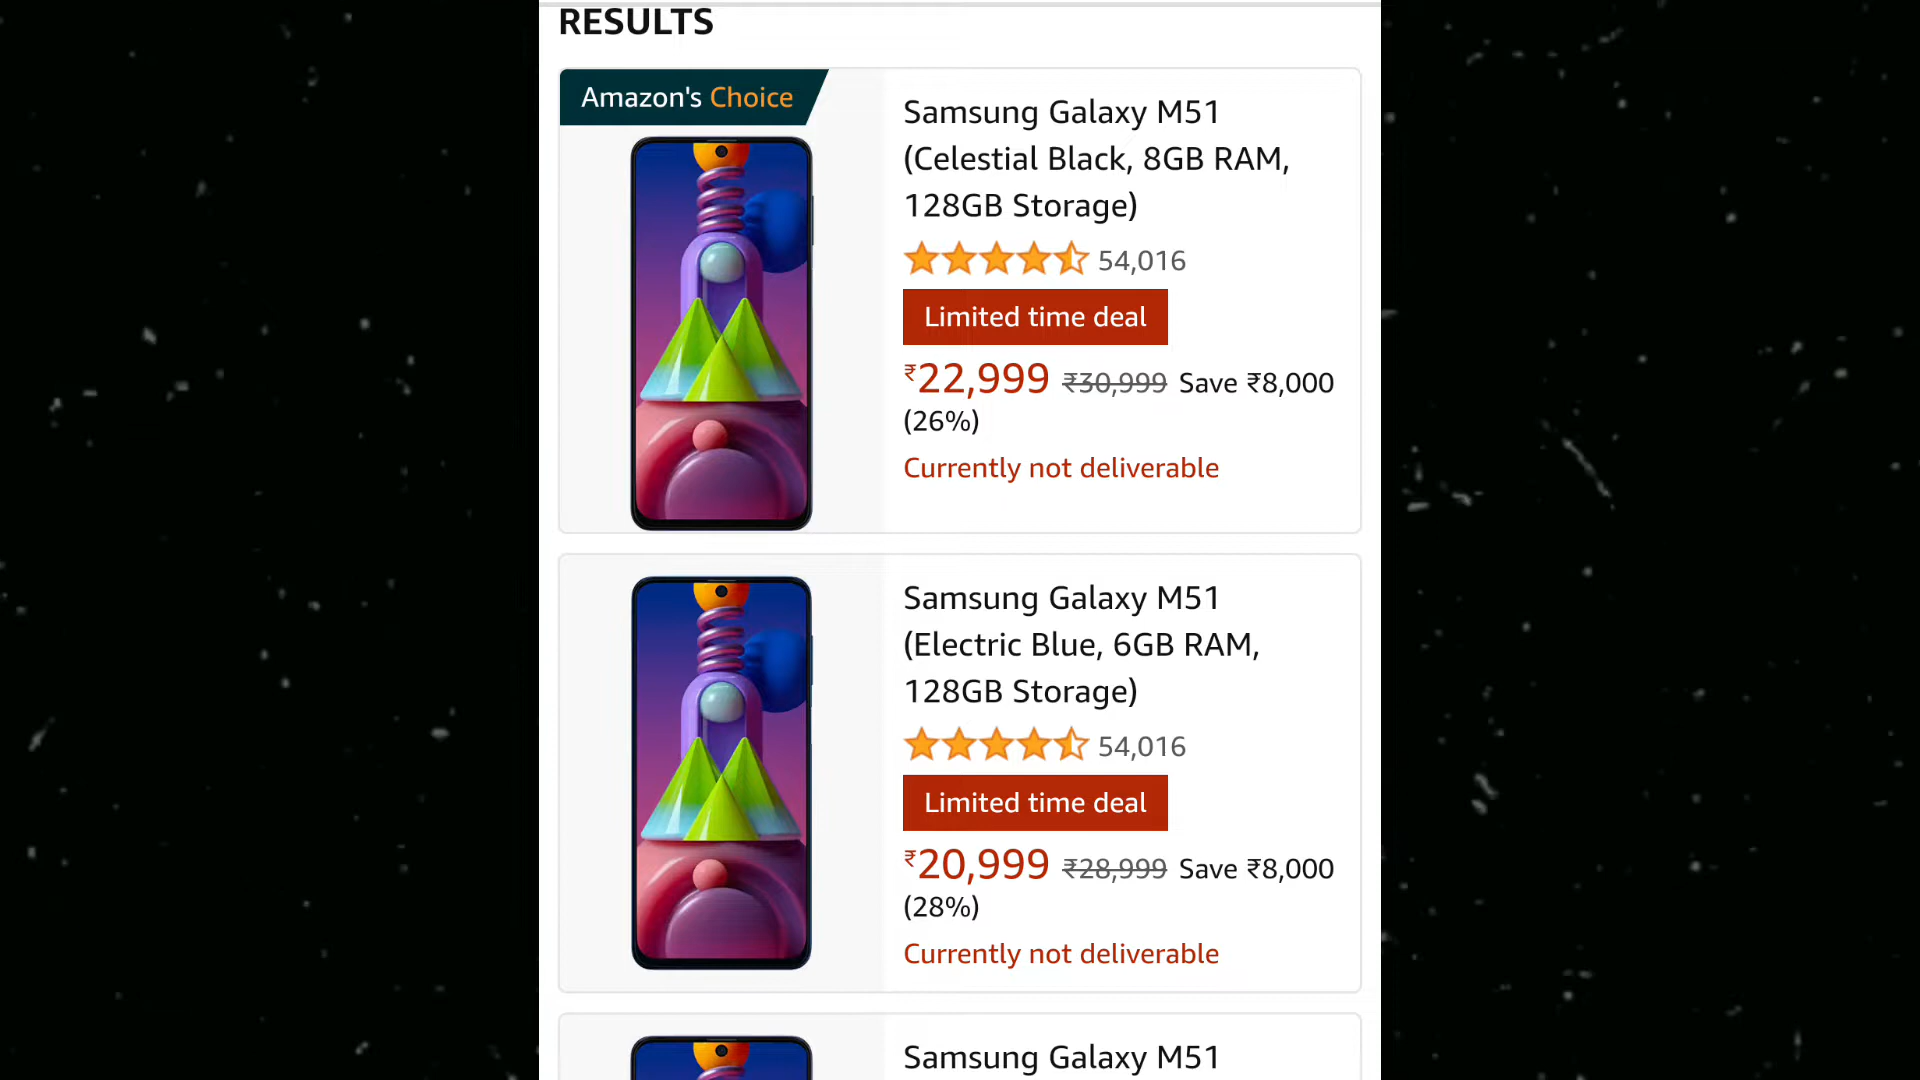 RESULTS
Amazon's Choice
Samsung Galaxy M51
(Celestial Black, 8GB RAM,
128GB Storage)
54,016
Limited time deal
₹22,999 ₹30,999 Save ₹8,000
(26%)
Currently not deliverable
Samsung Galaxy M51
(Electric Blue, 6GB RAM,
128GB Storage)
54,016
Limited time deal
₹20,999 ₹28,999 Save ₹8,000
(28%)
Currently not deliverable
Samsung Galaxy M51